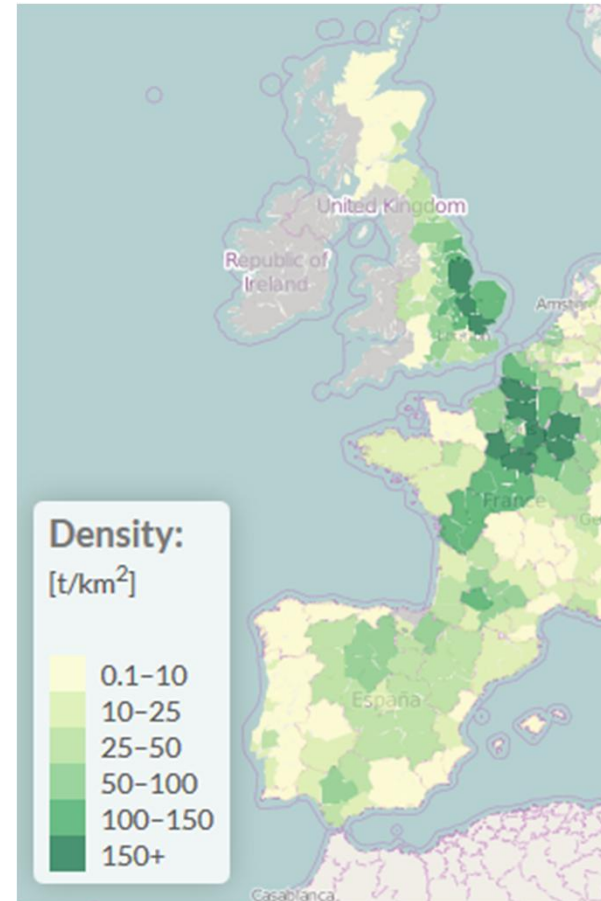 United Kingdom
Republic of
Ireland
Amster
France
España
Casablanca
Density:
[t/km²]
0.1–10
10–25
25–50
50–100
100–150
150+